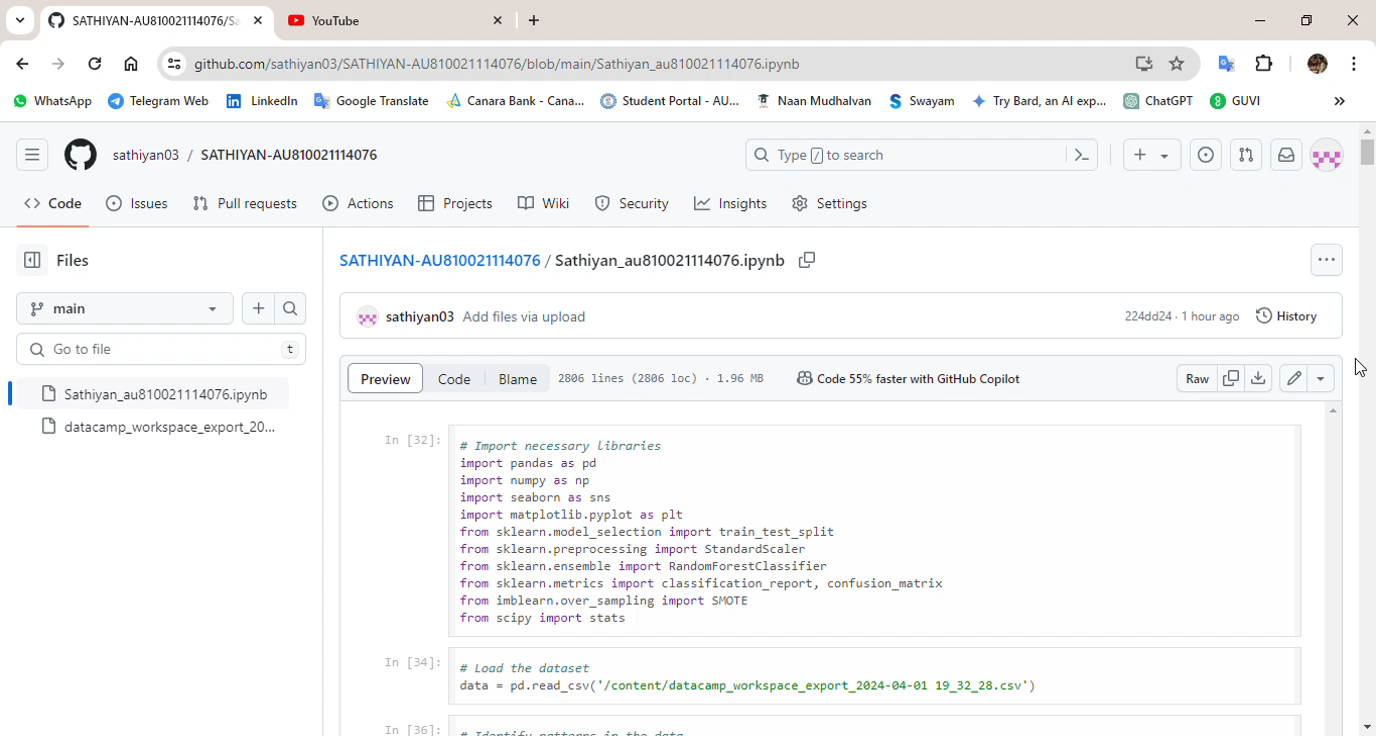 SATHIYAN-AU810021114076/Sa
YouTube
github.com/sathiyan03/SATHIYAN-AU810021114076/blob/main/Sathiyan_au810021114076.ipynb
WhatsApp Telegram Web LinkedIn Google Translate Canara Bank - Cana... Student Portal - AU... Naan Mudhalvan Swayam Try Bard, an AI exp... ChatGPT GUVI »
sathiyan03 / SATHIYAN-AU810021114076
Type / to search
Code Issues Pull requests Actions Projects Wiki Security Insights Settings
Files
main
Go to file t
Sathiyan_au810021114076.ipynb
datacamp_workspace_export_20...
SATHIYAN-AU810021114076 / Sathiyan_au810021114076.ipynb
sathiyan03 Add files via upload 224dd24 · 1 hour ago History
Preview Code Blame 2806 lines (2806 loc) · 1.96 MB Code 55% faster with GitHub Copilot Raw
In [32]:
# Import necessary libraries
import pandas as pd
import numpy as np
import seaborn as sns
import matplotlib.pyplot as plt
from sklearn.model_selection import train_test_split
from sklearn.preprocessing import StandardScaler
from sklearn.ensemble import RandomForestClassifier
from sklearn.metrics import classification_report, confusion_matrix
from imblearn.over_sampling import SMOTE
from scipy import stats
In [34]:
# Load the dataset
data = pd.read_csv('/content/datacamp_workspace_export_2024-04-01 19_32_28.csv')
In [36]:
# Identify patterns in the data